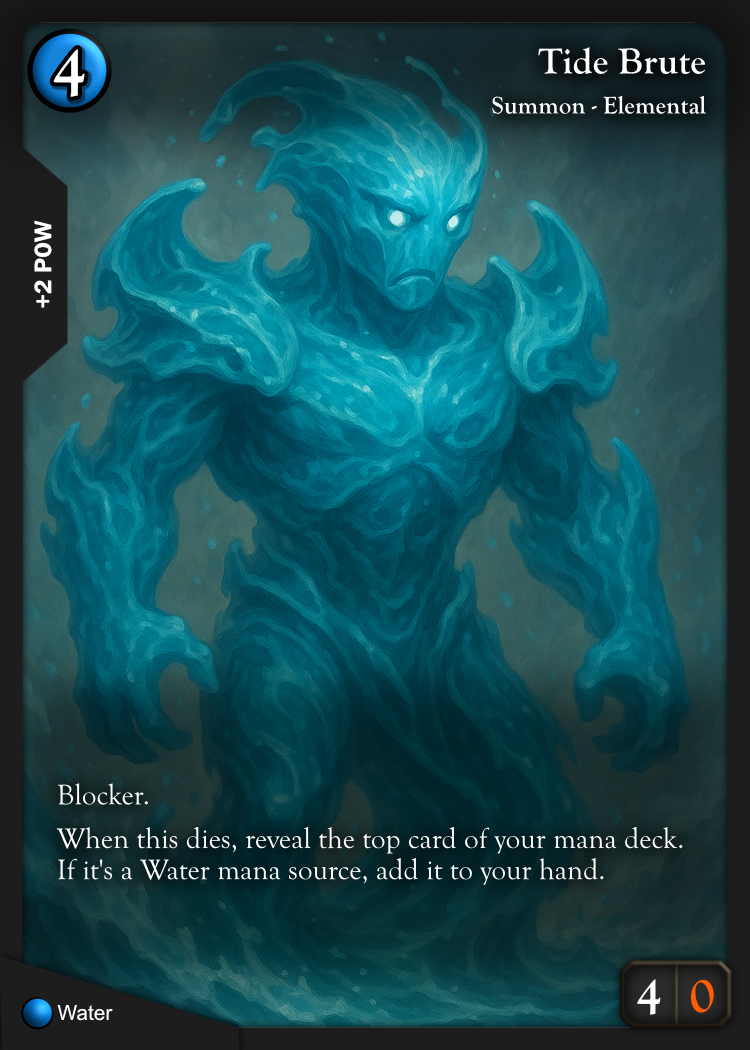 4
Tide Brute
Summon - Elemental
+2 POW
Blocker.
When this dies, reveal the top card of your mana deck.
If it's a Water mana source, add it to your hand.
Water
4 0